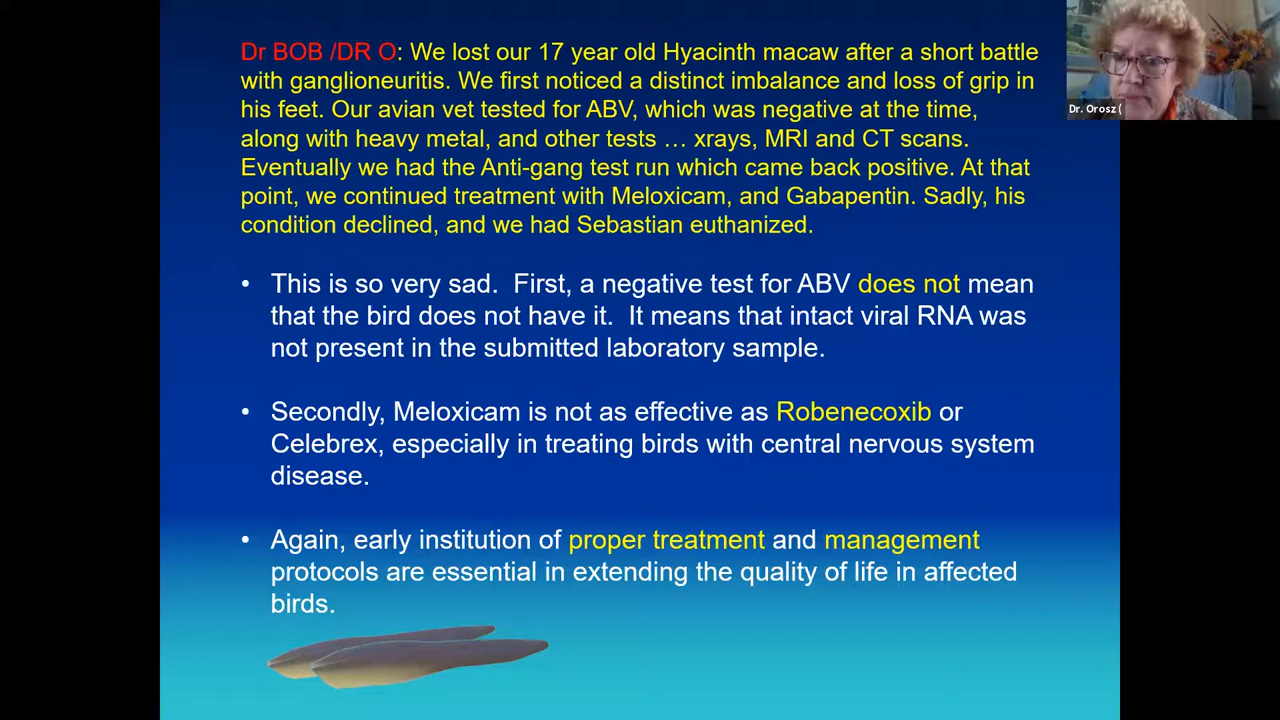 Dr BOB /DR O: We lost our 17 year old Hyacinth macaw after a short battle
with ganglioneuritis. We first noticed a distinct imbalance and loss of grip in
his feet. Our avian vet tested for ABV, which was negative at the time,
along with heavy metal, and other tests … xrays, MRI and CT scans.
Eventually we had the Anti-gang test run which came back positive. At that
point, we continued treatment with Meloxicam, and Gabapentin. Sadly, his
condition declined, and we had Sebastian euthanized.
• This is so very sad. First, a negative test for ABV does not mean
that the bird does not have it. It means that intact viral RNA was
not present in the submitted laboratory sample.
• Secondly, Meloxicam is not as effective as Robenecoxib or
Celebrex, especially in treating birds with central nervous system
disease.
• Again, early institution of proper treatment and management
protocols are essential in extending the quality of life in affected
birds.
Dr. Orosz (